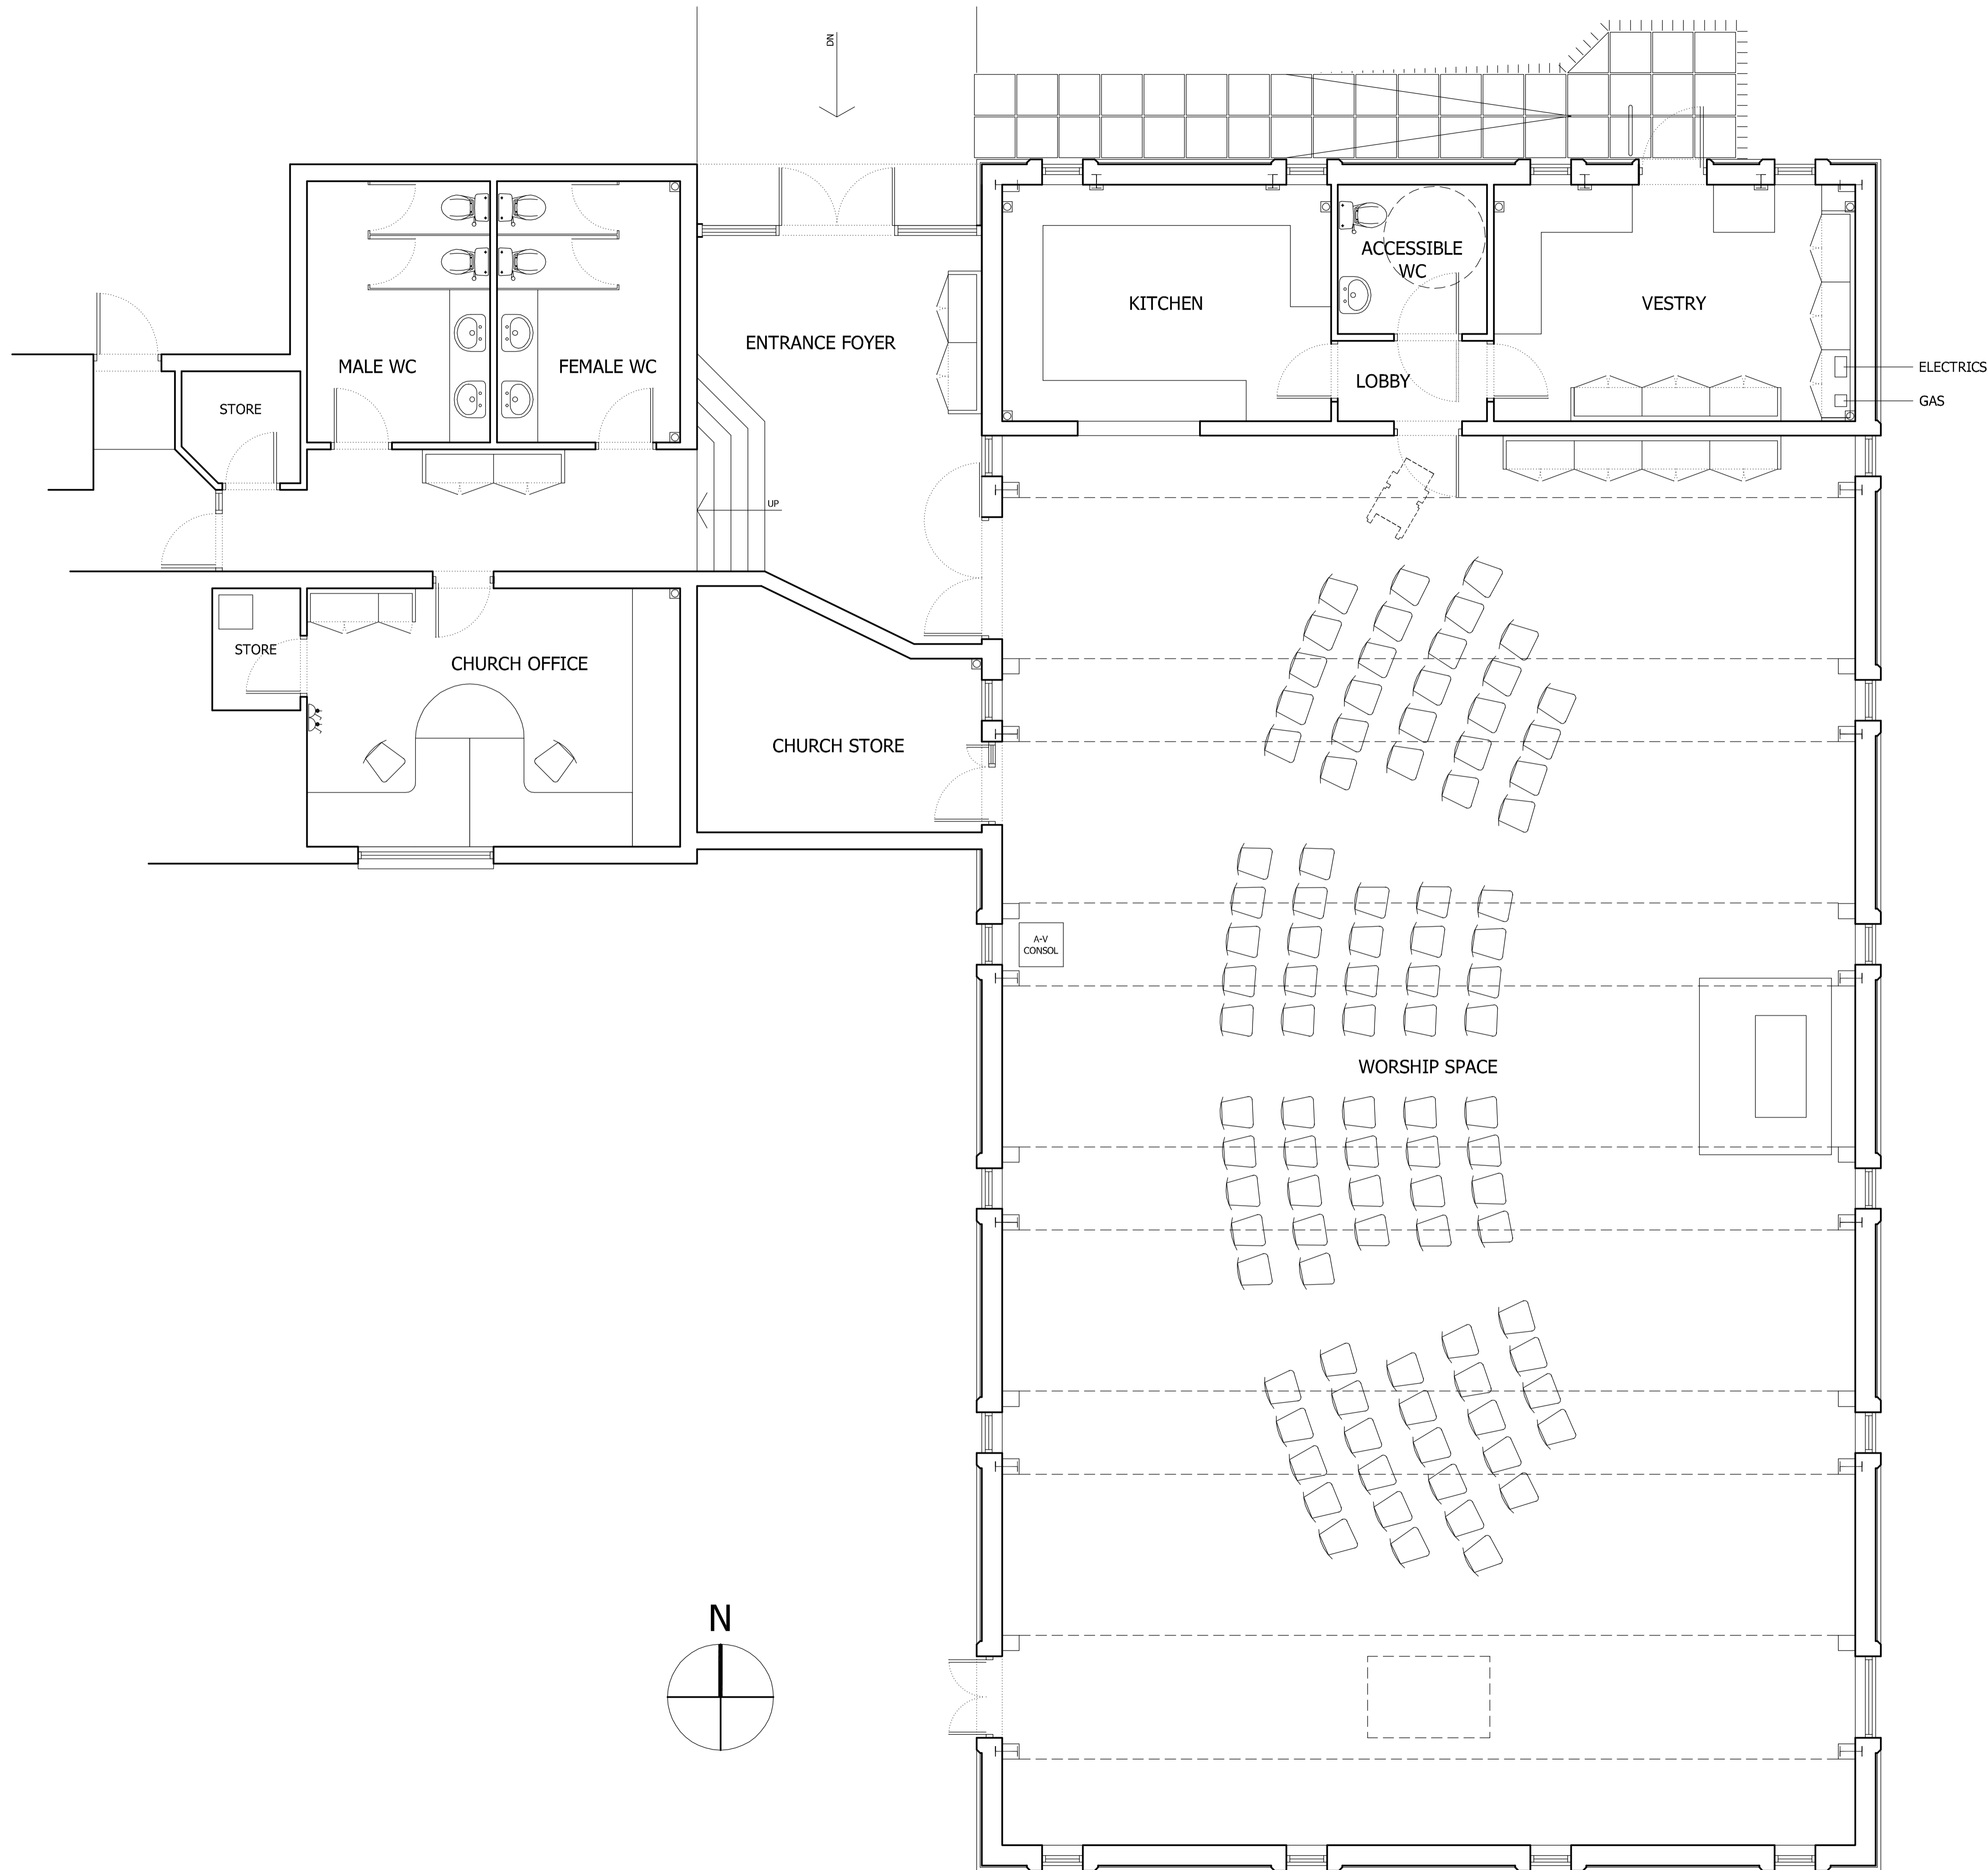 DN
ACCESSIBLE
WC
KITCHEN
VESTRY
ENTRANCE FOYER
MALE WC
FEMALE WC
ELECTRICS
LOBBY
GAS
STORE
UP
STORE
CHURCH OFFICE
CHURCH STORE
A-V
CONSOL
WORSHIP SPACE
N